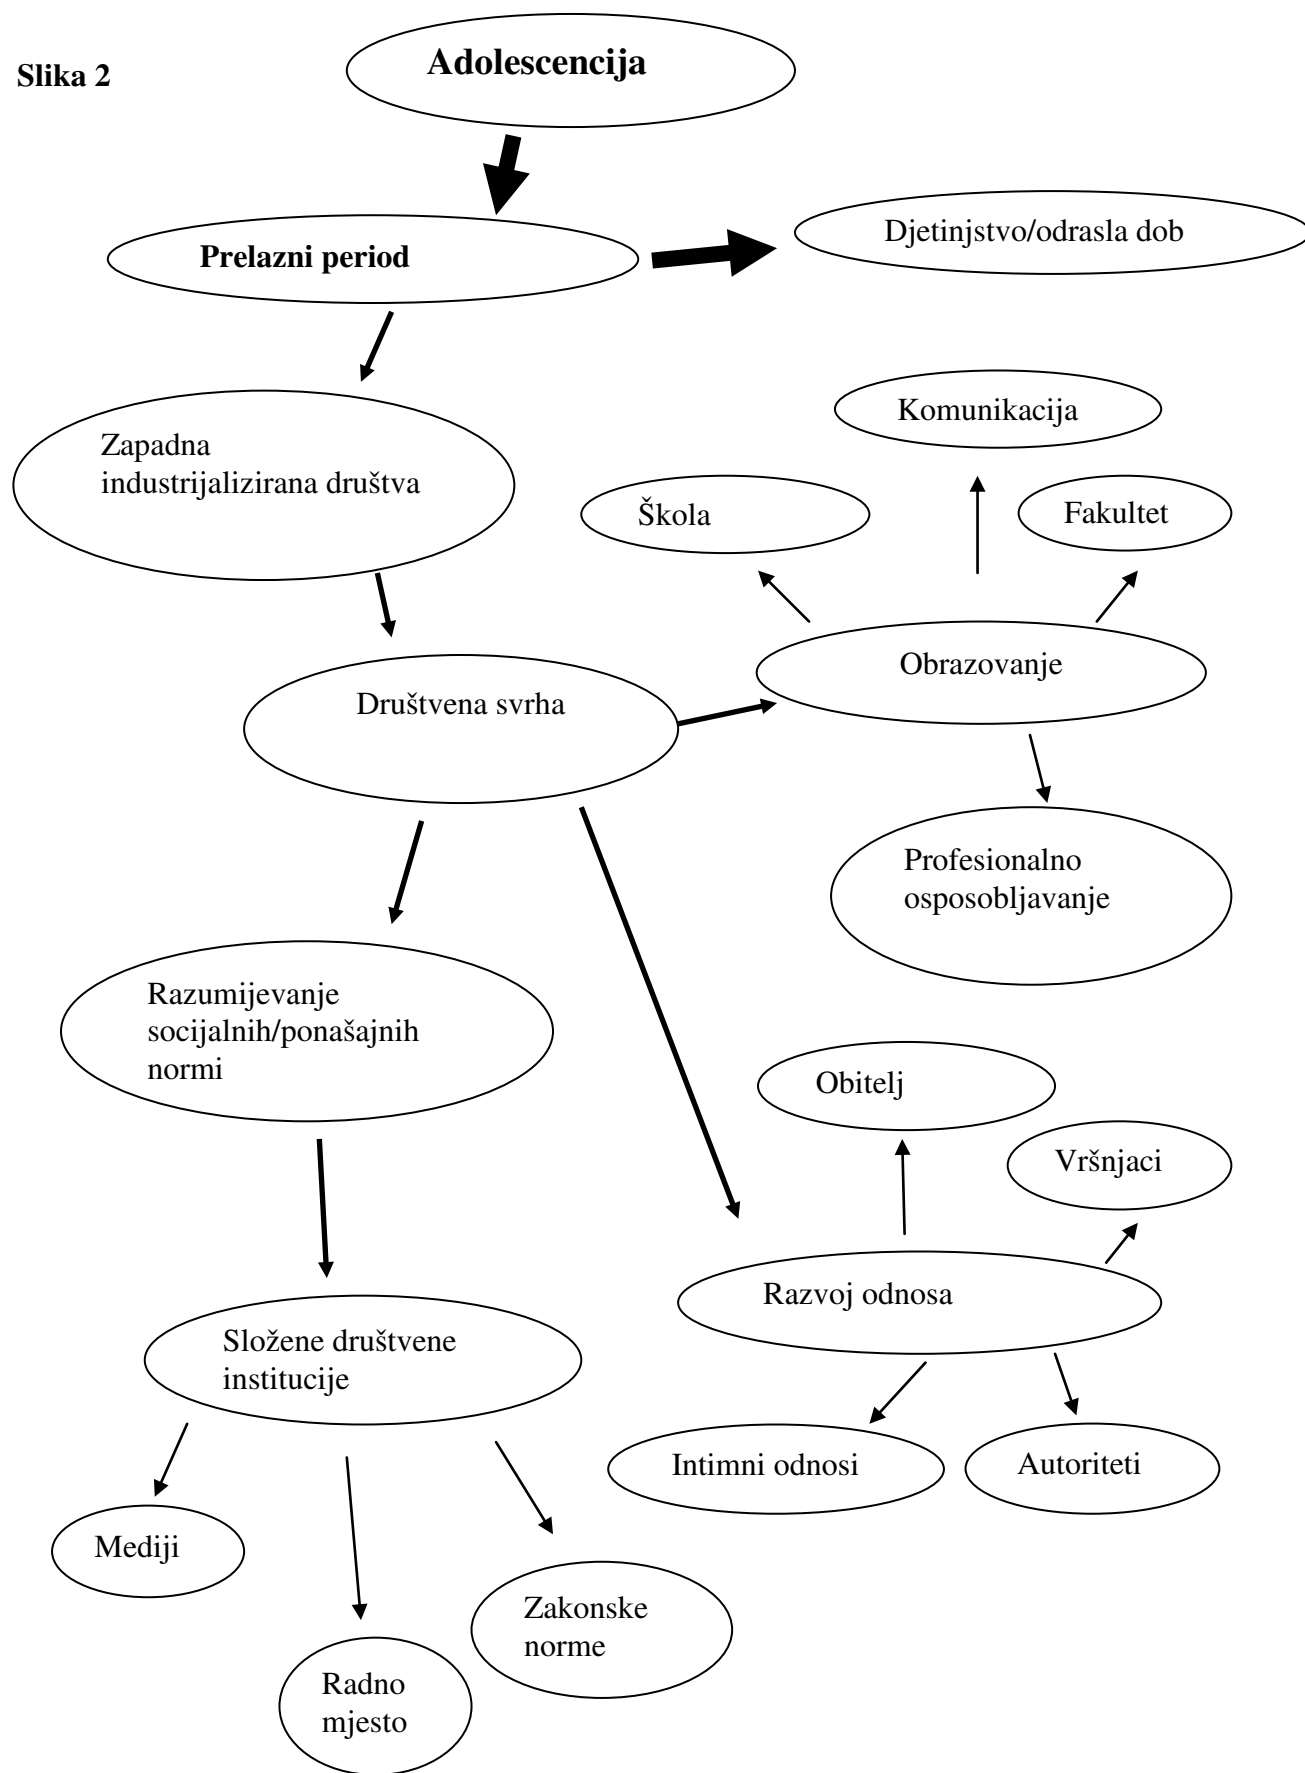 Slika 2
Adolescencija
Prelazni period
Djetinjstvo/odrasla dob
Zapadna
industrijalizirana društva
Komunikacija
Škola
Fakultet
Obrazovanje
Društvena svrha
Profesionalno
osposobljavanje
Razumijevanje
socijalnih/ponašajnih
normi
Obitelj
Vršnjaci
Razvoj odnosa
Složene društvene
institucije
Intimni odnosi
Autoriteti
Mediji
Zakonske
norme
Radno
mjesto